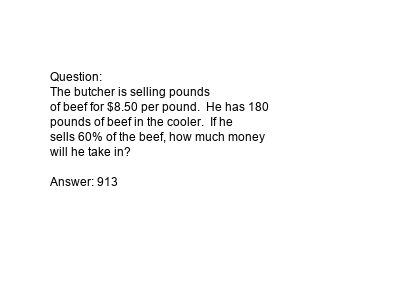 Question:
The butcher is selling pounds
of beef for $8.50 per pound.  He has 180
pounds of beef in the cooler.  If he
sells 60% of the beef, how much money
will he take in?

Answer: 913